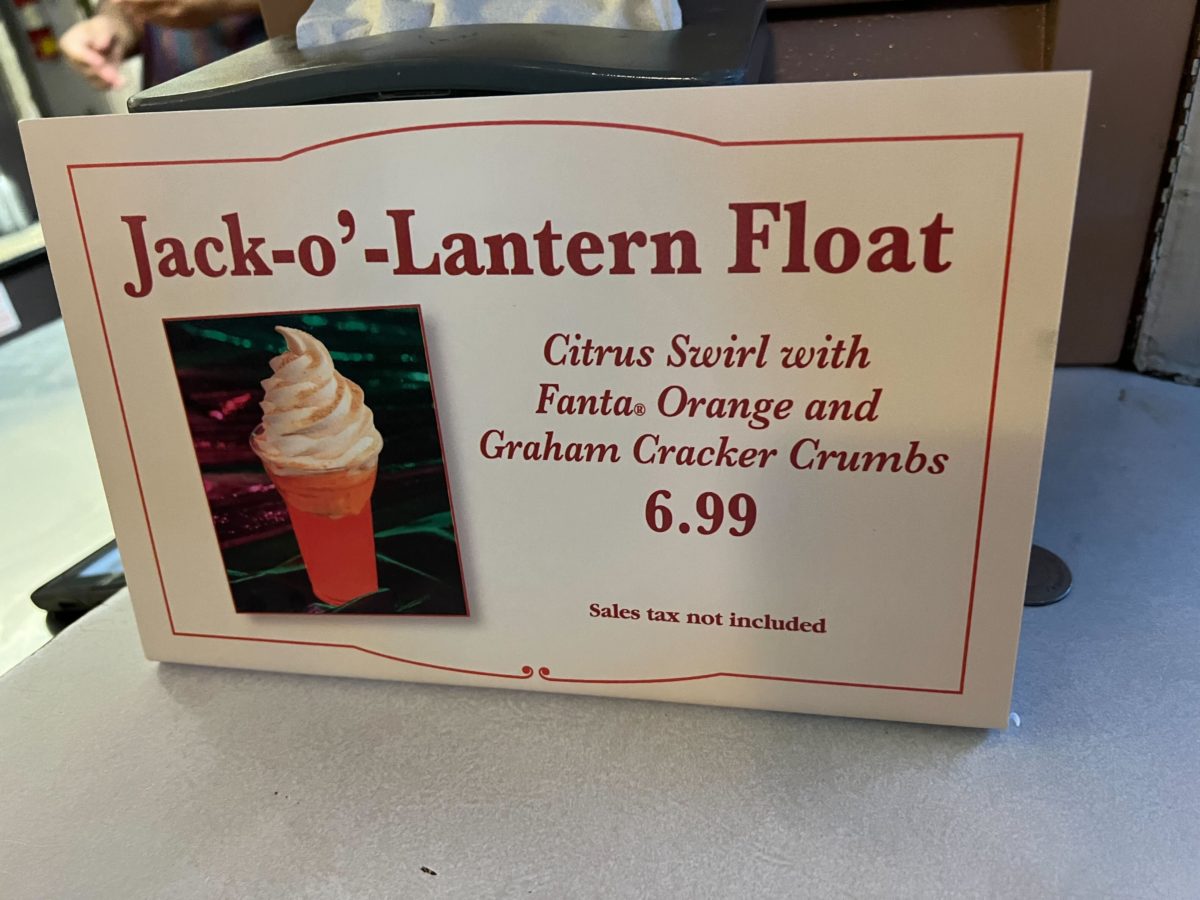 Jack-o’-Lantern Float
Citrus Swirl with
Fanta® Orange and
Graham Cracker Crumbs
6.99
Sales tax not included